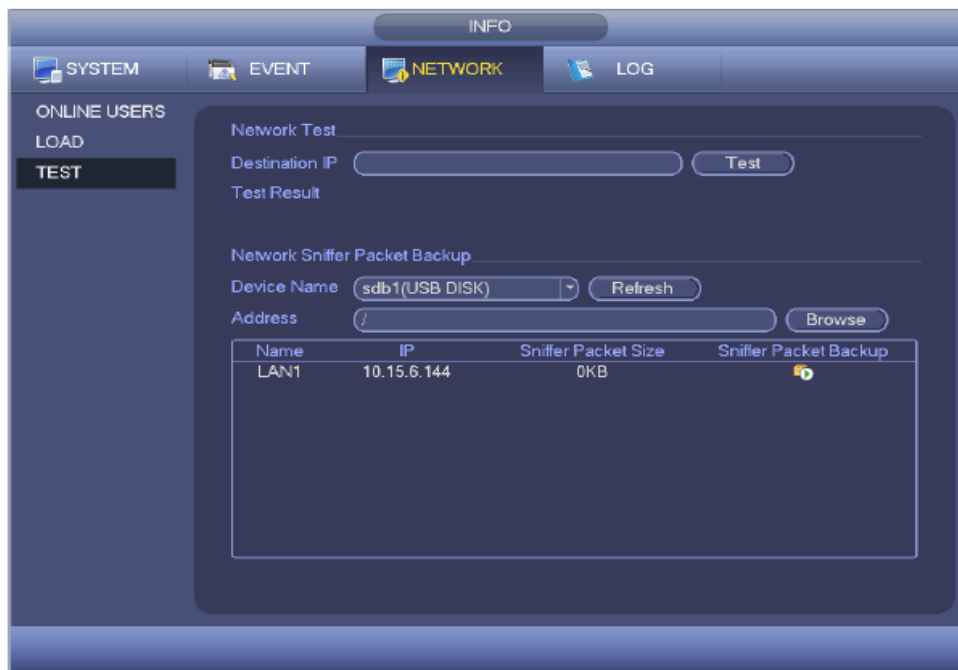 INFO
SYSTEM EVENT NETWORK LOG
ONLINE USERS
LOAD
TEST
Network Test
Destination IP Test
Test Result
Network Sniffer Packet Backup
Device Name sdb1(USB DISK) Refresh
Address / Browse
Name IP Sniffer Packet Size Sniffer Packet Backup
LAN1 10.15.6.144 0KB